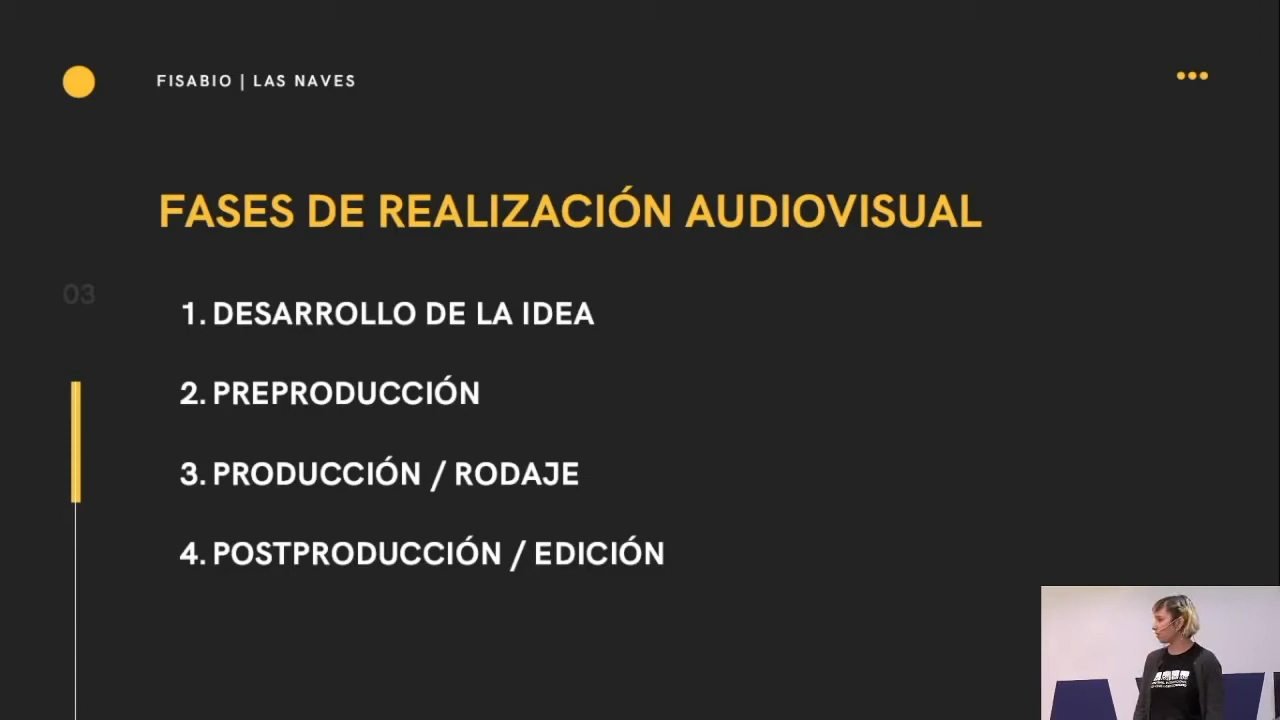 FISABIO | LAS NAVES
FASES DE REALIZACIÓN AUDIOVISUAL
03
1. DESARROLLO DE LA IDEA
2. PREPRODUCCIÓN
3. PRODUCCIÓN / RODAJE
4. POSTPRODUCCIÓN / EDICIÓN